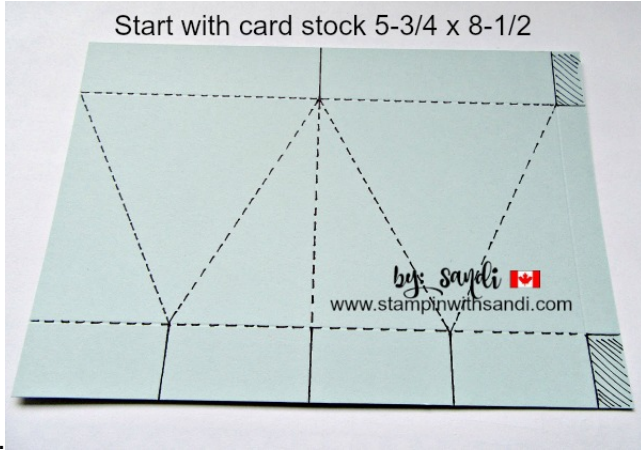 Start with card stock 5-3/4 x 8-1/2
by: Sandi
www.stampinwithsandi.com